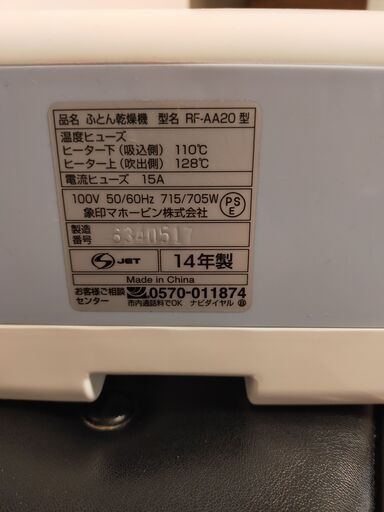 品名 ふとん乾燥機 型名 RF-AA20 型
温度ヒューズ
ヒーター下 (吸込側) 110℃
ヒーター上 (吹出側) 128℃
電流ヒューズ 15A
100V 50/60Hz 715/705W
象印マホービン株式会社
PS
E
製造
番号 6340517
JET 14年製
Made in China
お客様ご相談
センター 0570-011874
市内通話料でOK ナビダイヤル